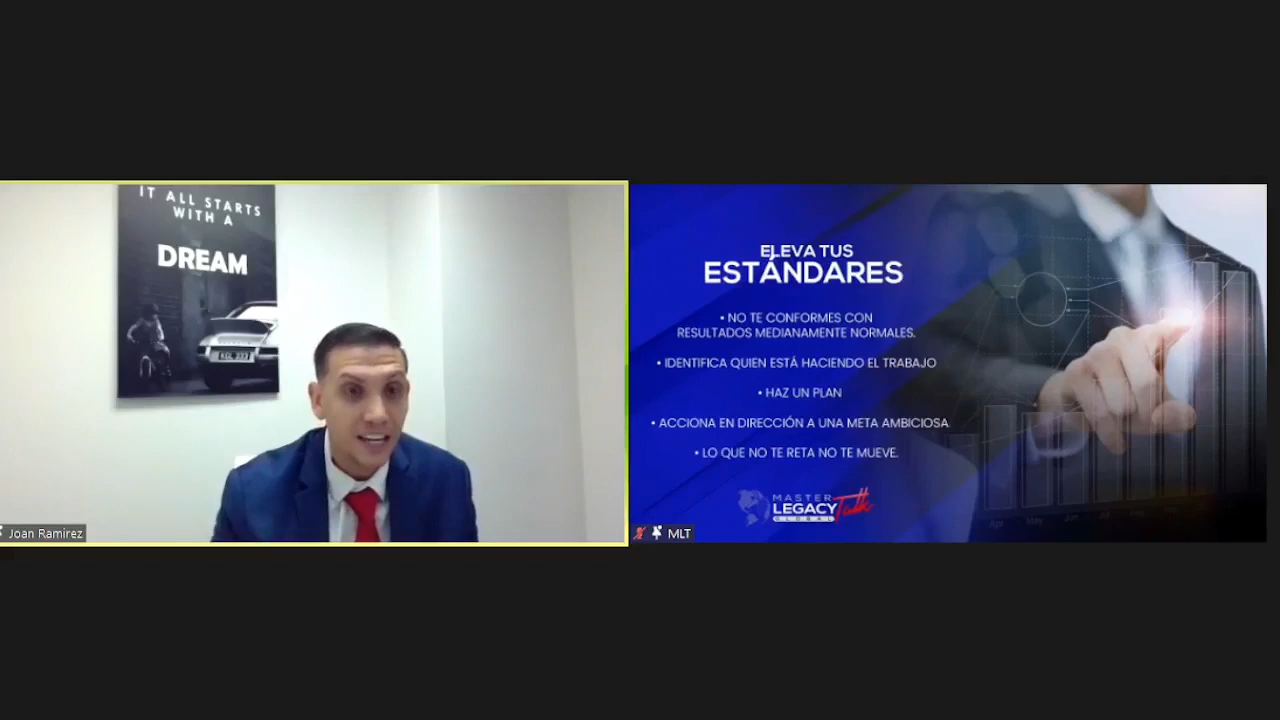 IT ALL STARTS
WITH A
DREAM
Joan Ramirez
ELEVA TUS
ESTÁNDARES
• NO TE CONFORMES CON
RESULTADOS MEDIANAMENTE NORMALES.
• IDENTIFICA QUIEN ESTÁ HACIENDO EL TRABAJO
• HAZ UN PLAN
• ACCIONA EN DIRECCIÓN A UNA META AMBICIOSA
• LO QUE NO TE RETA NO TE MUEVE.
MASTER
LEGACY Talk
GLOBAL
MLT